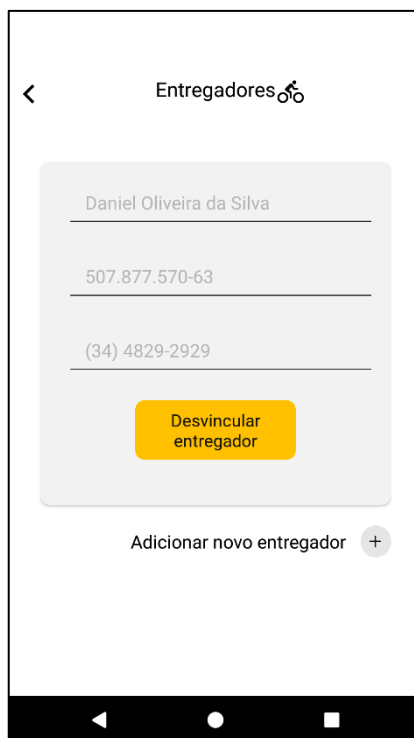 Entregadores
Daniel Oliveira da Silva
507.877.570-63
(34) 4829-2929
Desvincular
entregador
Adicionar novo entregador +